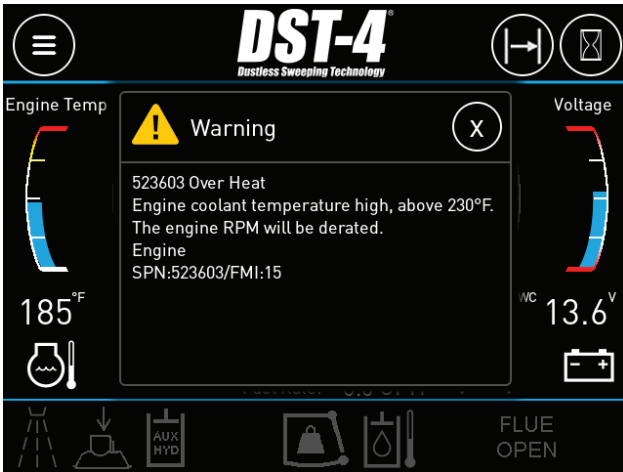 DST-4®
Dustless Sweeping Technology
Engine Temp
Voltage
Warning
X
523603 Over Heat
Engine coolant temperature high, above 230°F.
The engine RPM will be derated.
Engine
SPN:523603/FMI:15
185°F
WC
13.6V
AUX
HYD
FLUE
OPEN